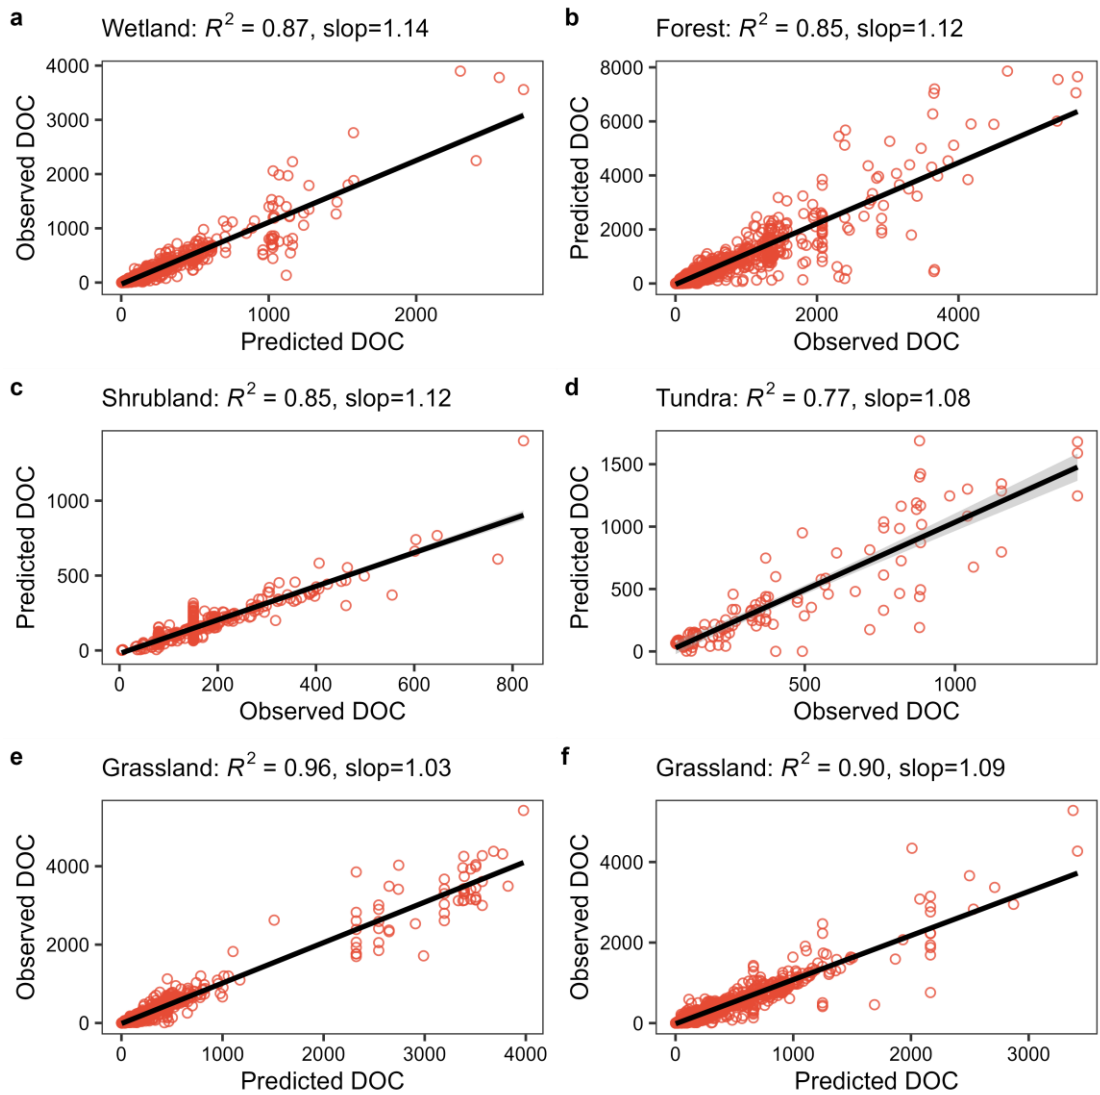 a
Wetland: R² = 0.87, slop=1.14
Observed DOC
4000
3000
2000
1000
0
0 1000 2000
Predicted DOC
b
Forest: R² = 0.85, slop=1.12
Predicted DOC
8000
6000
4000
2000
0
0 2000 4000
Observed DOC
c
Shrubland: R² = 0.85, slop=1.12
Predicted DOC
1000
500
0
0 200 400 600 800
Observed DOC
d
Tundra: R² = 0.77, slop=1.08
Predicted DOC
1500
1000
500
0
500 1000
Observed DOC
e
Grassland: R² = 0.96, slop=1.03
Observed DOC
4000
2000
0
0 1000 2000 3000 4000
Predicted DOC
f
Grassland: R² = 0.90, slop=1.09
Observed DOC
4000
2000
0
0 1000 2000 3000
Predicted DOC